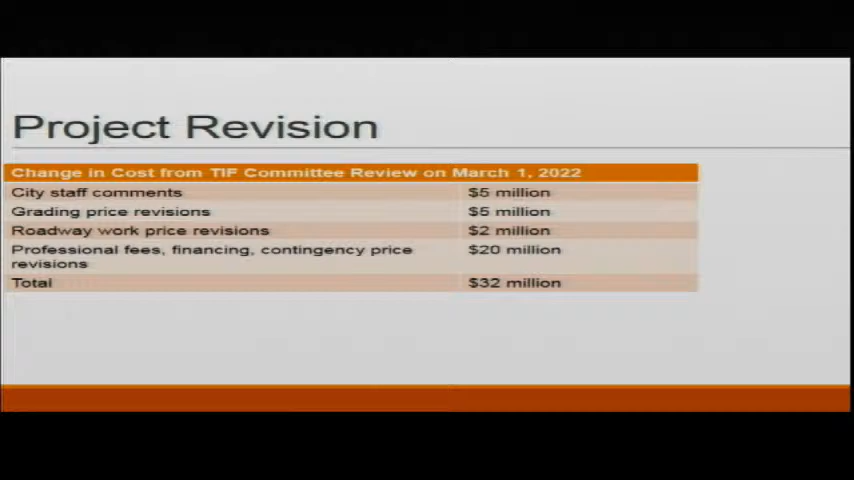 Project Revision
Change in Cost from TIF Committee Review on March 1, 2022
City staff comments $5 million
Grading price revisions $5 million
Roadway work price revisions $2 million
Professional fees, financing, contingency price $20 million
revisions
Total $32 million